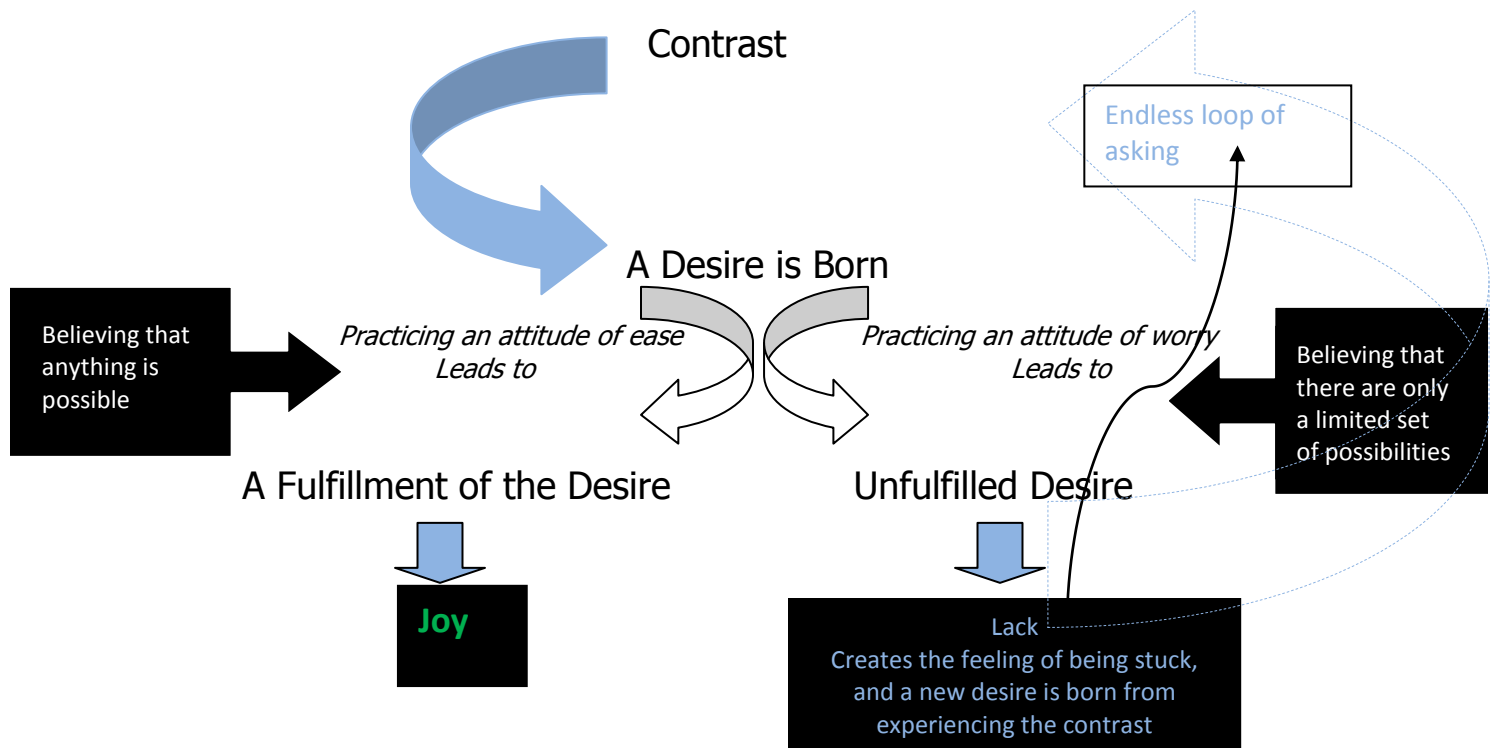 Contrast
Endless loop of
asking
A Desire is Born
Believing that
anything is
possible
Practicing an attitude of ease
Leads to
Practicing an attitude of worry
Leads to
Believing that
there are only
a limited set
of possibilities
A Fulfillment of the Desire
Unfulfilled Desire
Joy
Lack
Creates the feeling of being stuck,
and a new desire is born from
experiencing the contrast